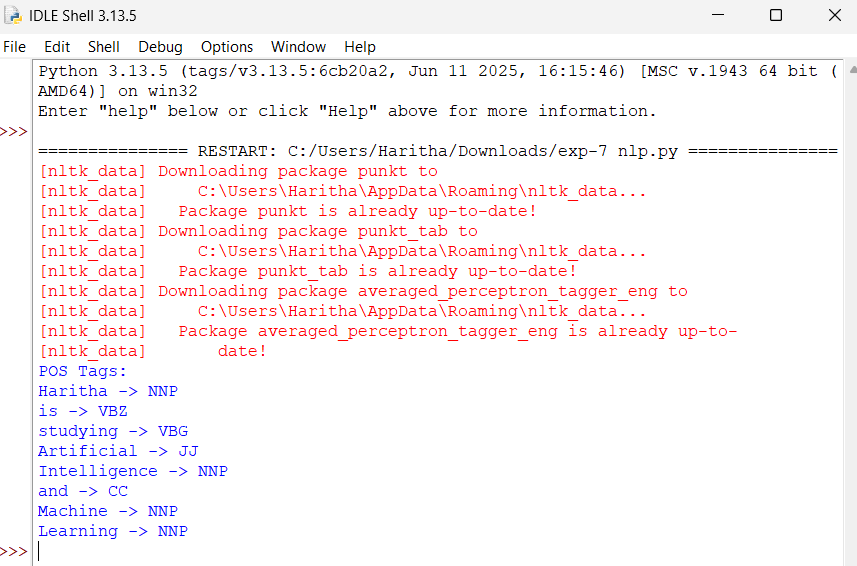 IDLE Shell 3.13.5
File Edit Shell Debug Options Window Help
Python 3.13.5 (tags/v3.13.5:6cb20a2, Jun 11 2025, 16:15:46) [MSC v.1943 64 bit (
AMD64)] on win32
Enter "help" below or click "Help" above for more information.
>>>
=============== RESTART: C:/Users/Haritha/Downloads/exp-7 nlp.py ===============
[nltk_data] Downloading package punkt to
[nltk_data]     C:\Users\Haritha\AppData\Roaming\nltk_data...
[nltk_data]   Package punkt is already up-to-date!
[nltk_data] Downloading package punkt_tab to
[nltk_data]     C:\Users\Haritha\AppData\Roaming\nltk_data...
[nltk_data]   Package punkt_tab is already up-to-date!
[nltk_data] Downloading package averaged_perceptron_tagger_eng to
[nltk_data]     C:\Users\Haritha\AppData\Roaming\nltk_data...
[nltk_data]   Package averaged_perceptron_tagger_eng is already up-to-
[nltk_data]       date!
POS Tags:
Haritha -> NNP
is -> VBZ
studying -> VBG
Artificial -> JJ
Intelligence -> NNP
and -> CC
Machine -> NNP
Learning -> NNP
>>>